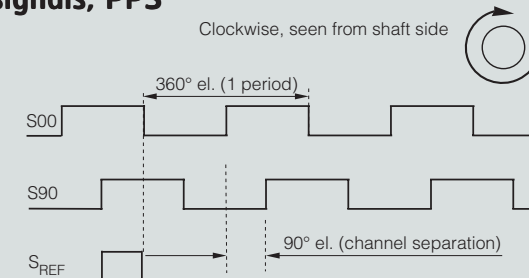 signals, PPS
Clockwise, seen from shaft side
360° el. (1 period)
S00
S90
90° el. (channel separation)
SREF